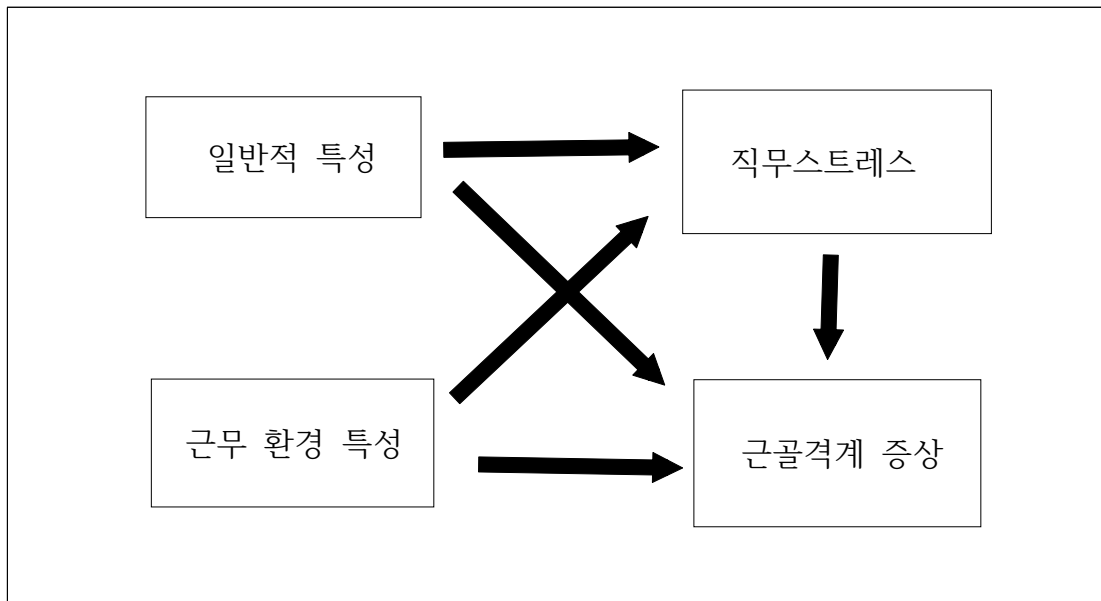 일반적 특성
직무스트레스
근무 환경 특성
근골격계 증상